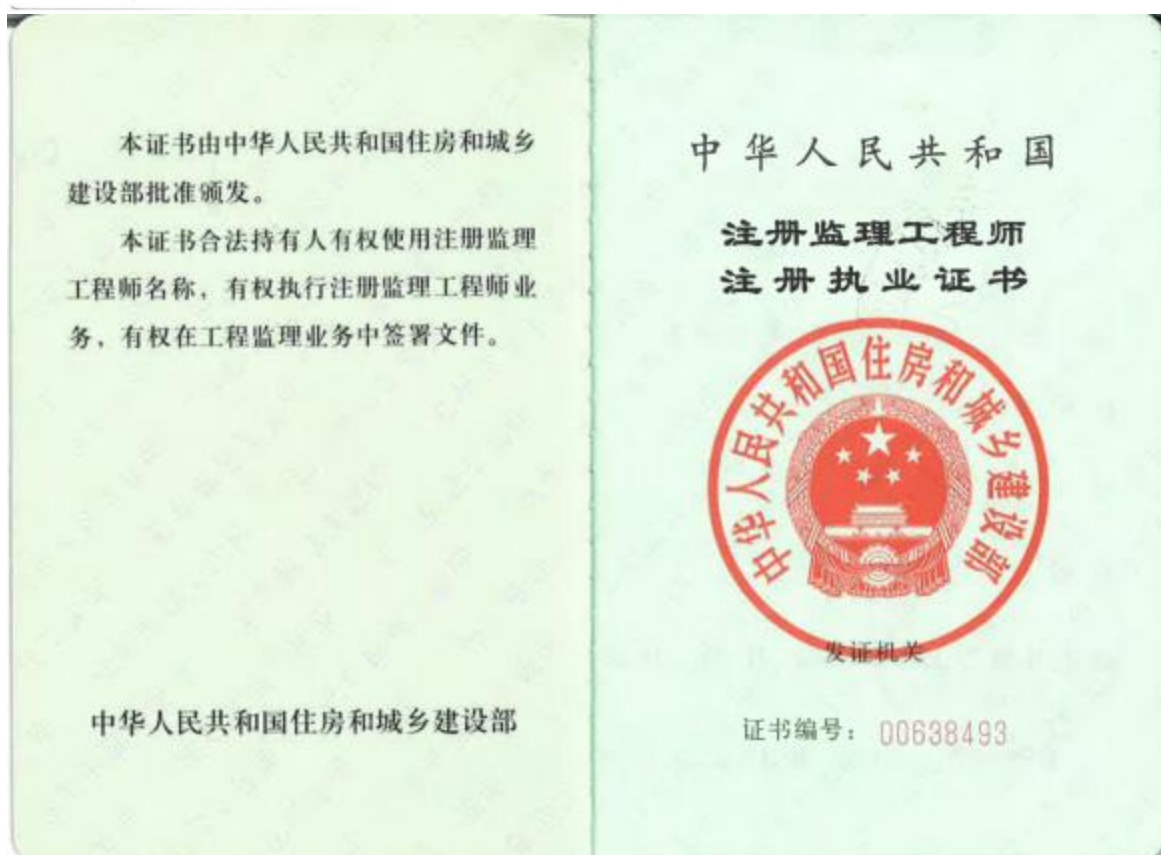 本证书由中华人民共和国住房和城乡
建设部批准颁发。
本证书合法持有人有权使用注册监理
工程师名称，有权执行注册监理工程师业
务，有权在工程监理业务中签署文件。
中华人民共和国住房和城乡建设部
中华人民共和国
注册监理工程师
注册执业证书
中华人民共和国住房和城乡建设部
发证机关
证书编号：00638493